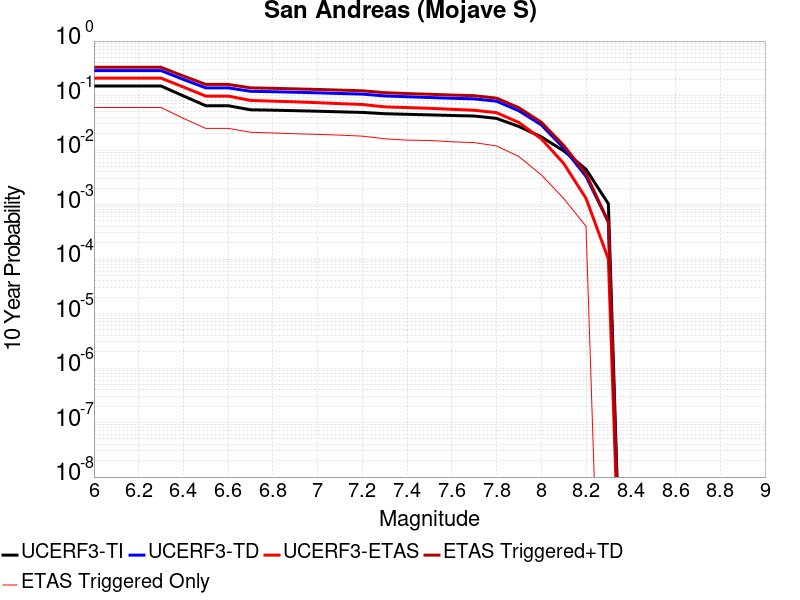 San Andreas (Mojave S)
10^0
10^-1
10^-2
10^-3
10^-4
10^-5
10^-6
10^-7
10^-8
10 Year Probability
6 6.2 6.4 6.6 6.8 7 7.2 7.4 7.6 7.8 8 8.2 8.4 8.6 8.8 9
Magnitude
UCERF3-TI UCERF3-TD UCERF3-ETAS ETAS Triggered+TD
ETAS Triggered Only